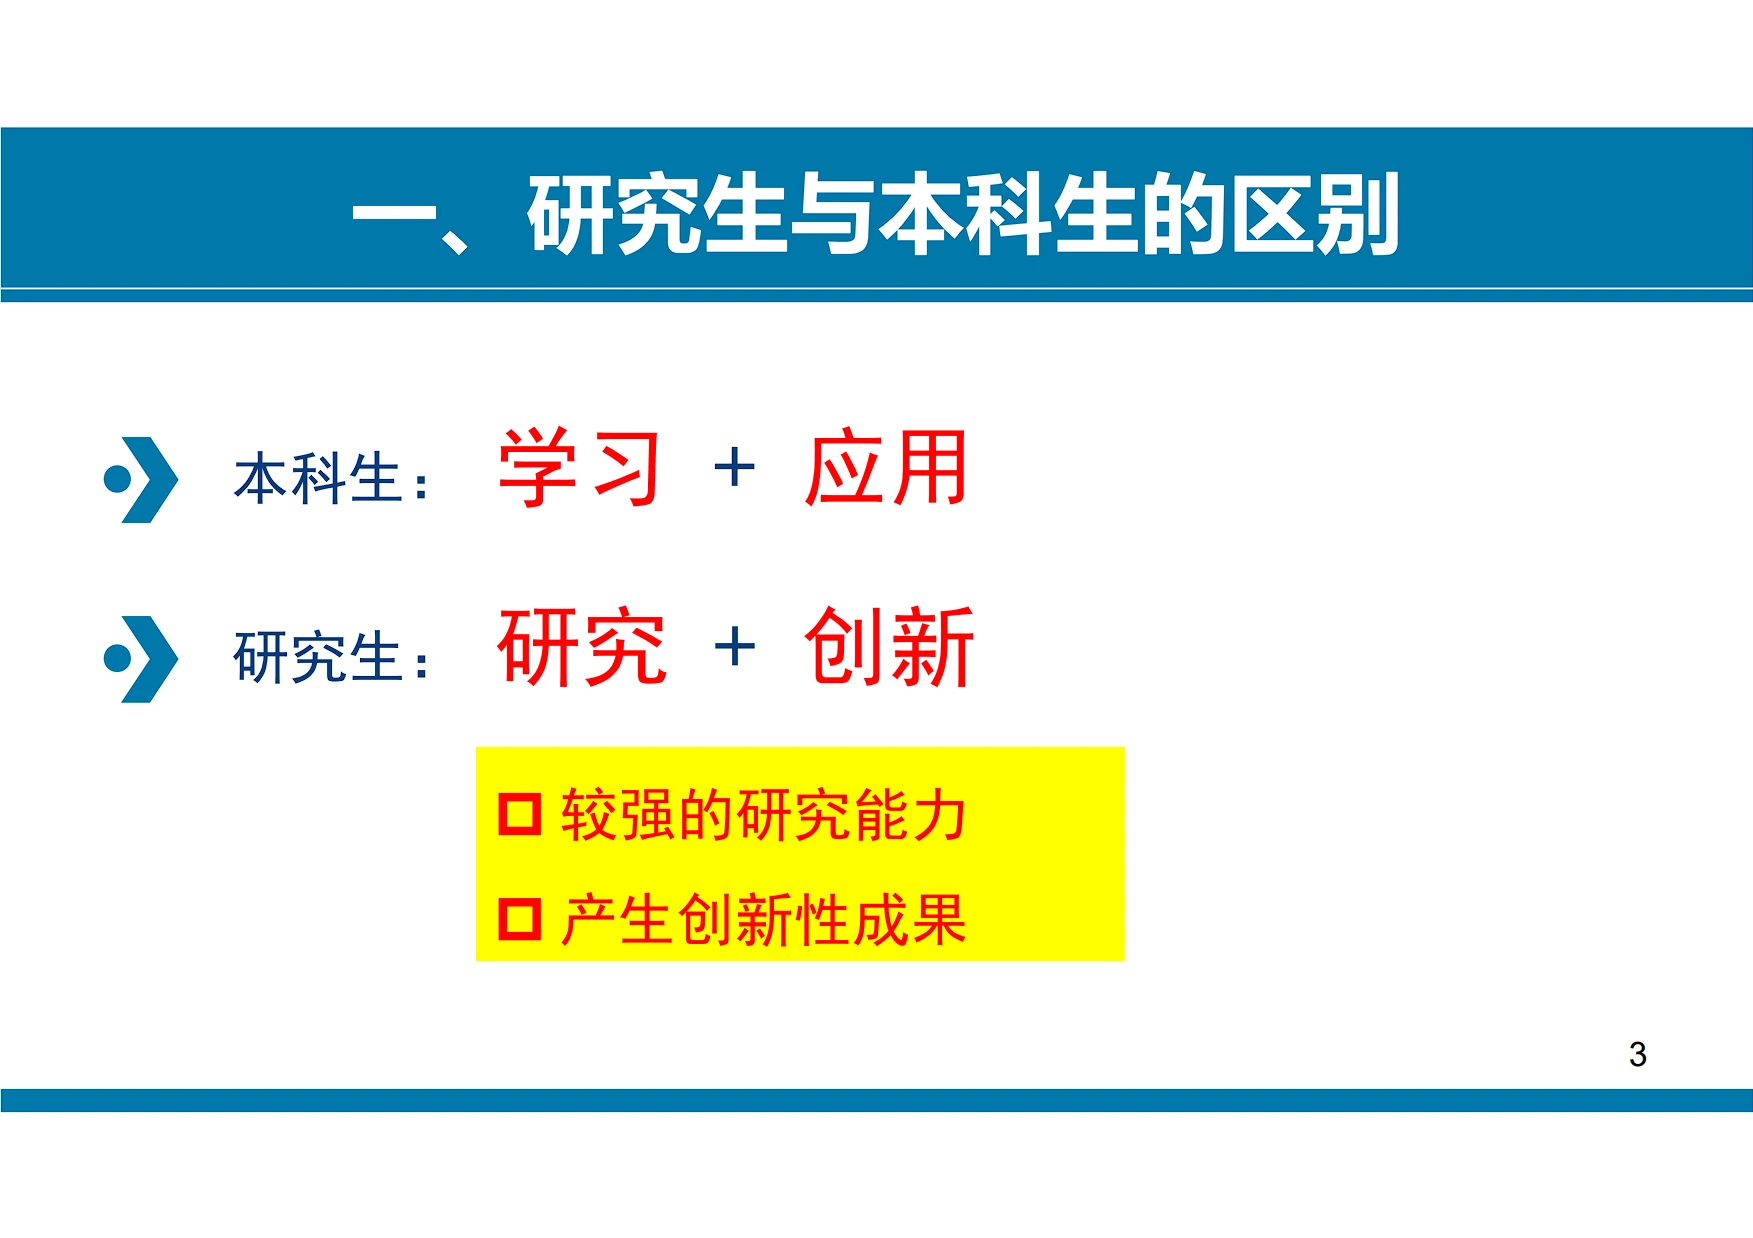 一、研究生与本科生的区别
本科生： 学习 + 应用
研究生： 研究 + 创新
较强的研究能力
产生创新性成果
3